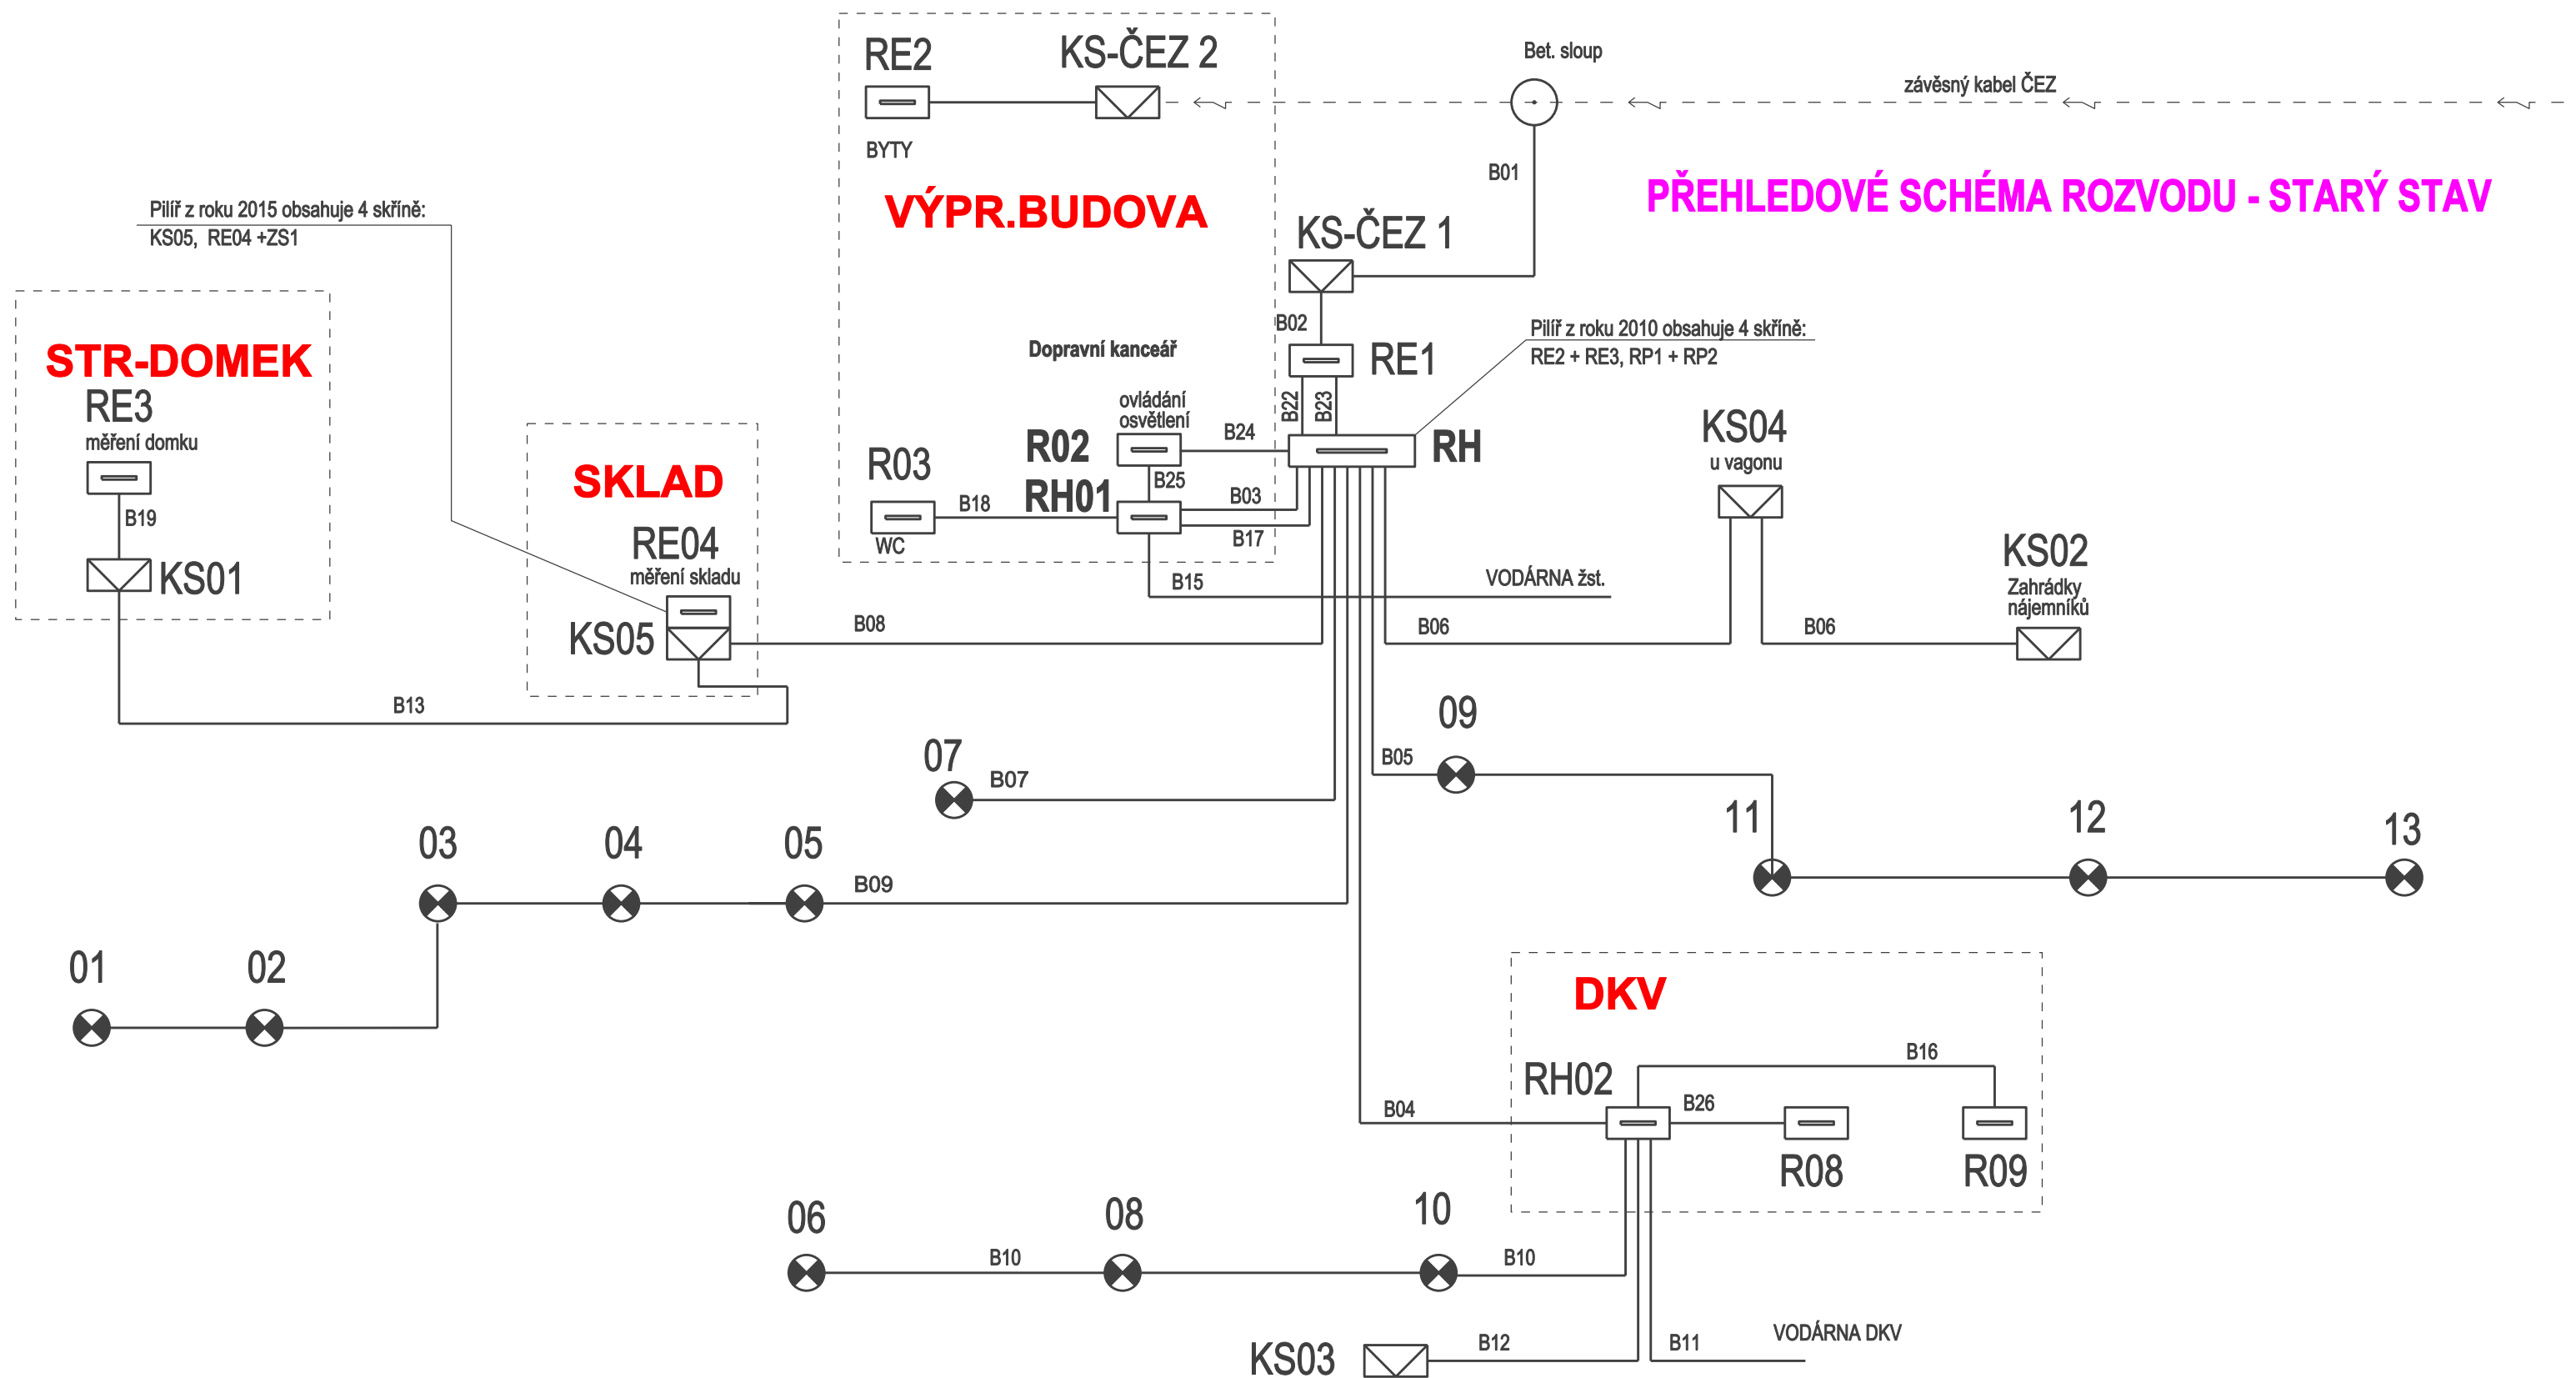 RE2
KS-ČEZ 2
Bet. sloup
závěsný kabel ČEZ
BYTY
B01
VÝPR.BUDOVA
PŘEHLEDOVÉ SCHÉMA ROZVODU - STARÝ STAV
Pilíř z roku 2015 obsahuje 4 skříně:
KS05, RE04 +ZS1
KS-ČEZ 1
B02
Pilíř z roku 2010 obsahuje 4 skříně:
RE2 + RE3, RP1 + RP2
STR-DOMEK
Dopravní kanceář
RE1
RE3
měření domku
ovládání
osvětlení
B22
B23
KS04
u vagonu
SKLAD
R03
R02
B24
RH
B25
RH01
B03
B18
B17
WC
B19
KS01
RE04
měření skladu
KS05
B15
VODÁRNA žst.
KS02
Zahrádky
nájemníků
B08
B06
B06
B13
09
07
B07
B05
11
12
13
03
04
05
B09
01
02
DKV
RH02
B16
B04
B26
R08
R09
06
08
10
B10
B10
KS03
B12
B11
VODÁRNA DKV